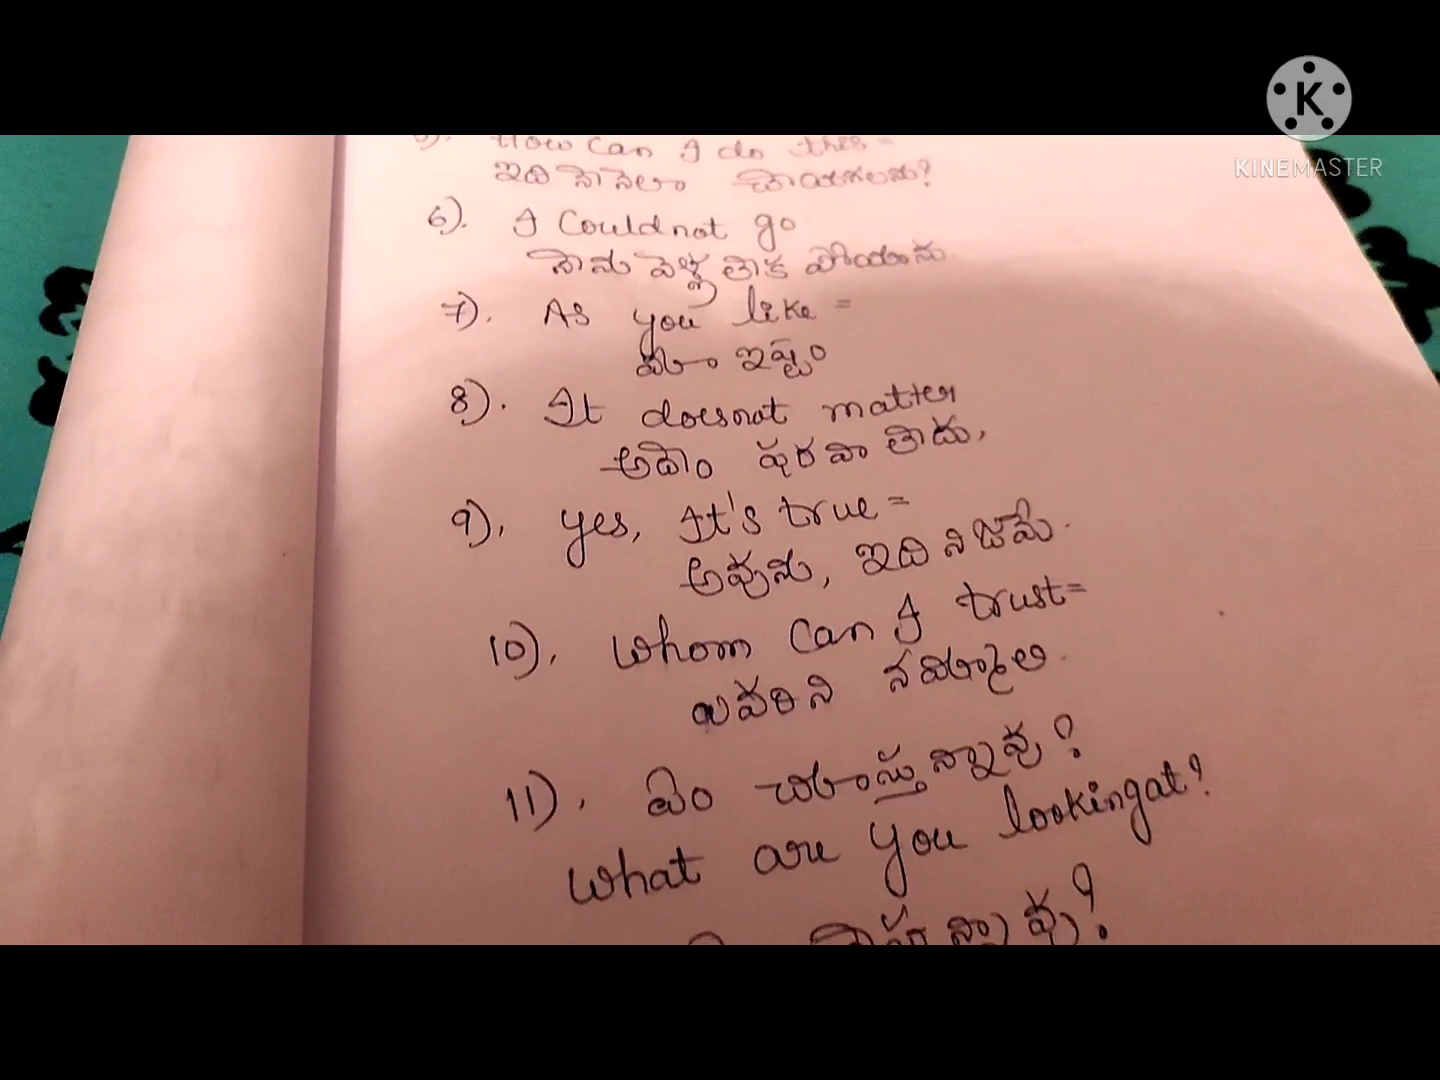 KINEMASTER
How can I do this =
ఇది నేనెలా చేయగలను?
6). I Couldnot go
నేను వెళ్ళ లేక పోయాను
7). As you like =
మీ ఇష్టం
8). It doesnot matter
అదేం పరవా లేదు.
9). yes, It's true =
అవును, ఇది నిజమే.
10). whom can I trust=
ఎవరిని నమ్మాలి.
11). ఏం చూస్తున్నావు?
what are you lookingat?